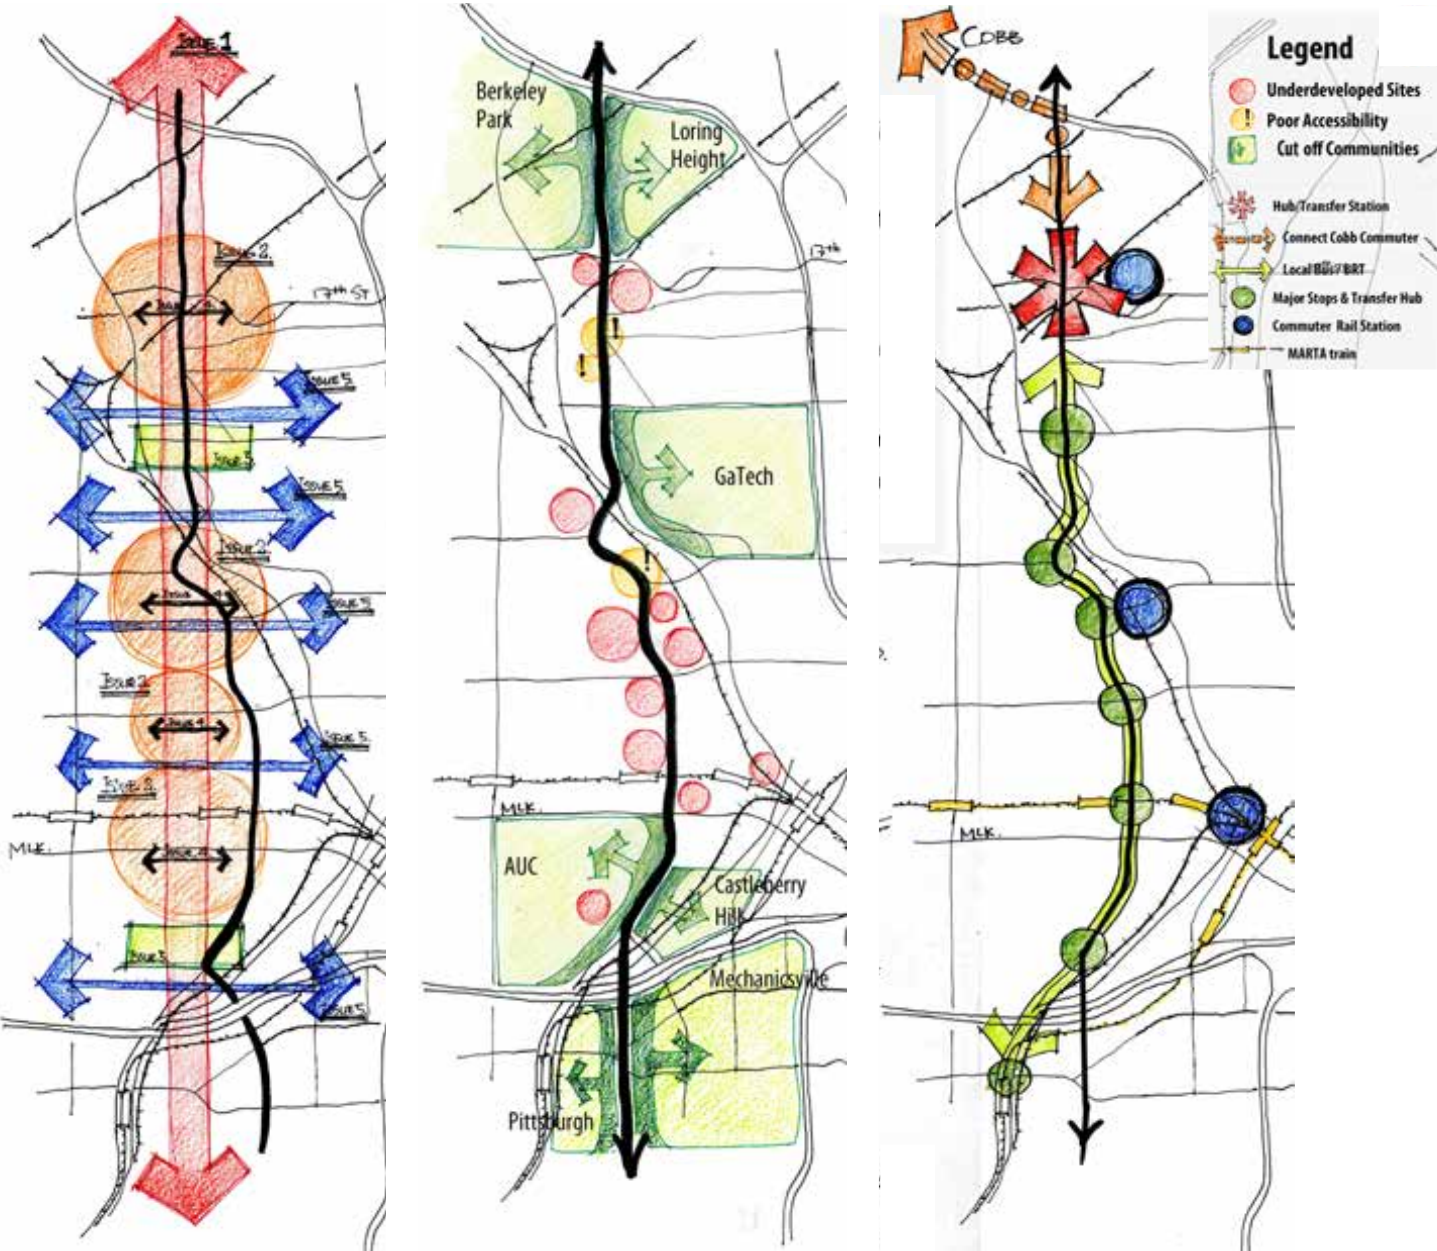 Issue 1
Issue 2.
17th ST
Issue 5
Issue 3
Issue 5
Issue 2
Issue 4
Issue 5
Issue 2
Issue 4
Issue 5.
MLK.
Issue 3.
Issue 5
Berkeley
Park
Loring
Height
17th
!
!
GaTech
!
MLK.
AUC
Castleberry
Hill
Mechanicsville
Pittsburgh
COBB
MLK.
Legend
Underdeveloped Sites
! Poor Accessibility
Cut off Communities
Hub/Transfer Station
Connect Cobb Commuter
Local Bus / BRT
Major Stops & Transfer Hub
Commuter Rail Station
MARTA train